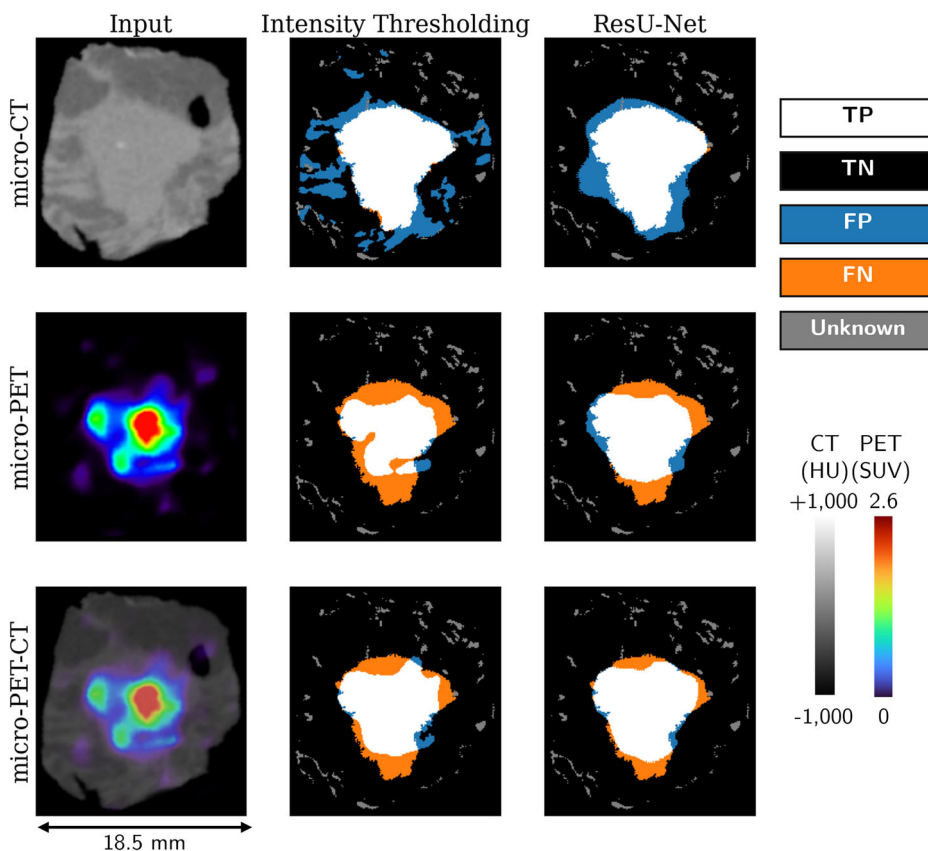 Input
Intensity Thresholding
ResU-Net
micro-CT
micro-PET
micro-PET-CT
TP
TN
FP
FN
Unknown
CT PET
(HU) (SUV)
+1,000 2.6
-1,000 0
18.5 mm